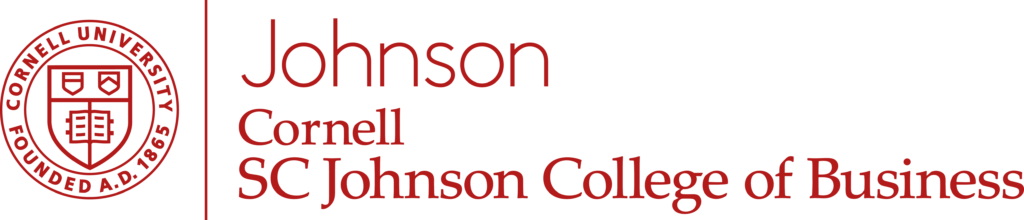 CORNELL UNIVERSITY
FOUNDED A.D. 1865
Johnson
Cornell
SC Johnson College of Business